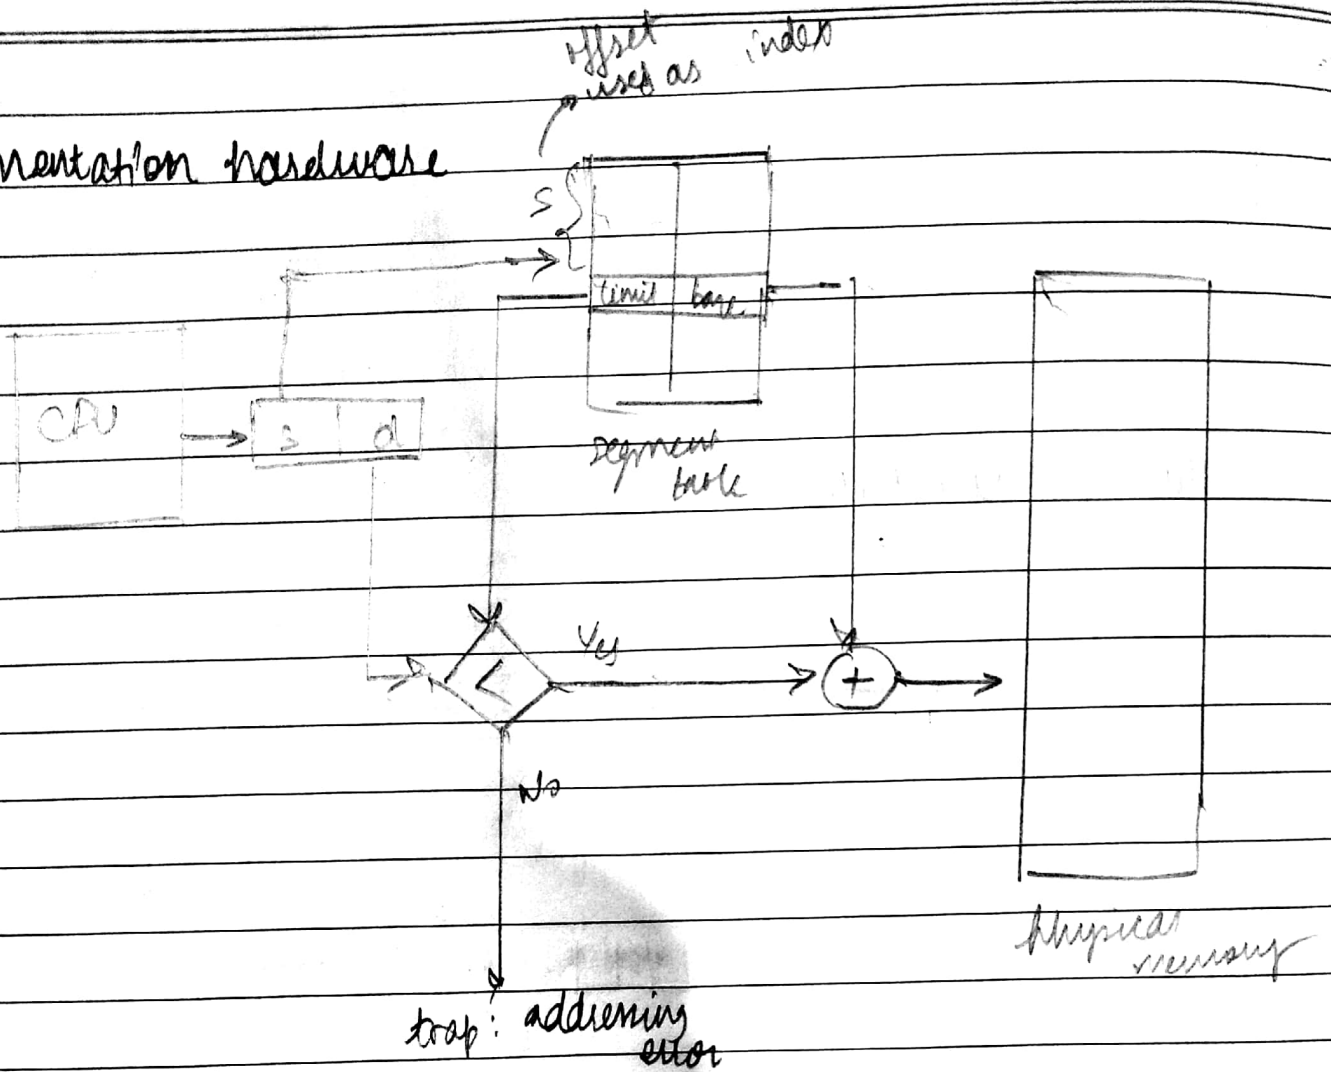 offset
used as index
mentation hardware
S
limit base
CPU
s d
segment
table
<
Yes
+
No
Physical
memory
trap: addressing
error